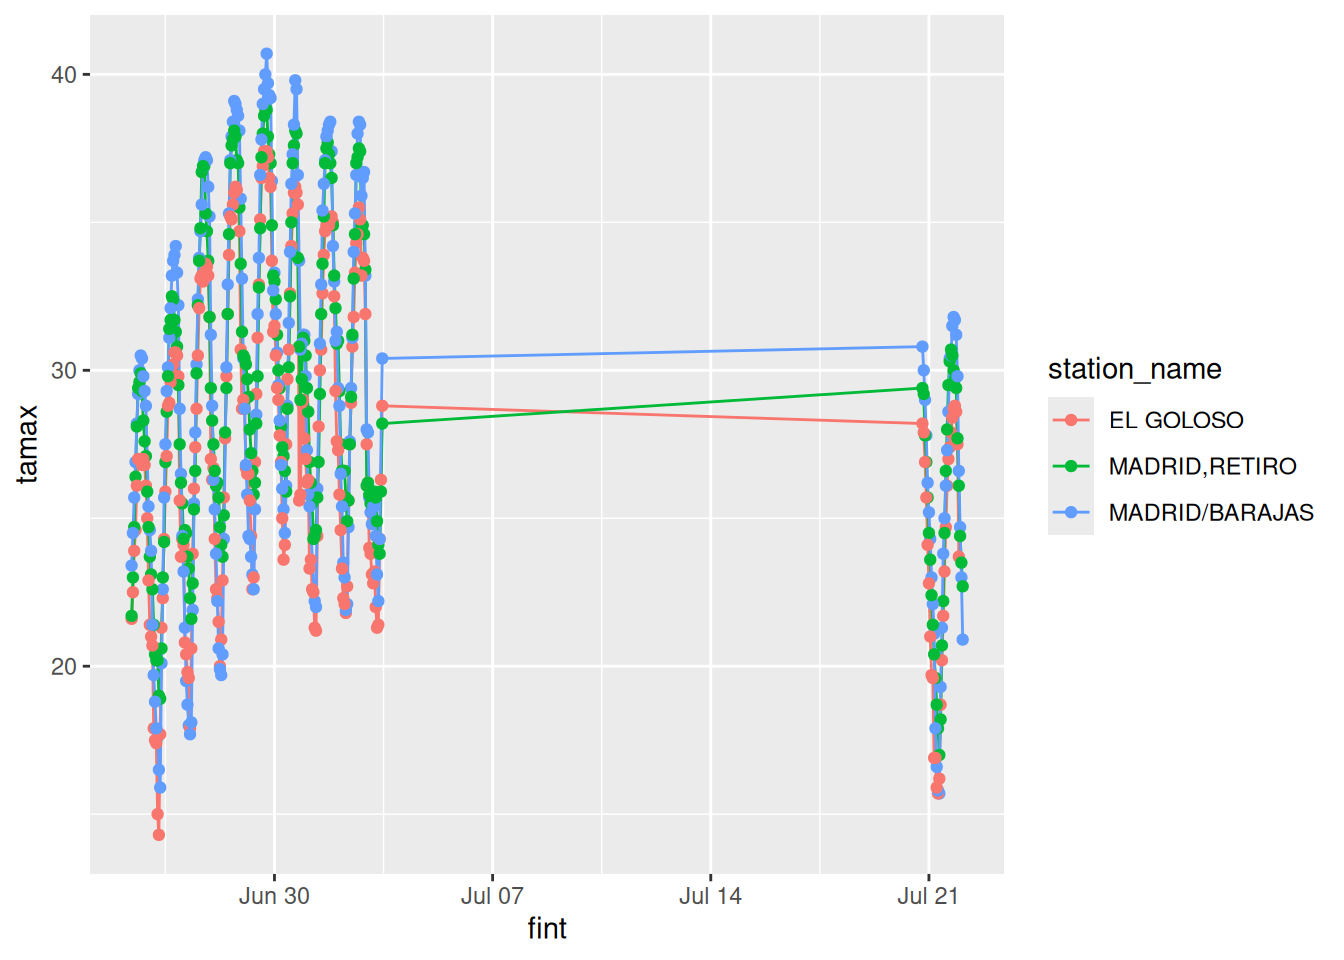 40
30
20
tamax
Jun 30
Jul 07
Jul 14
Jul 21
fint
station_name
EL GOLOSO
MADRID,RETIRO
MADRID/BARAJAS